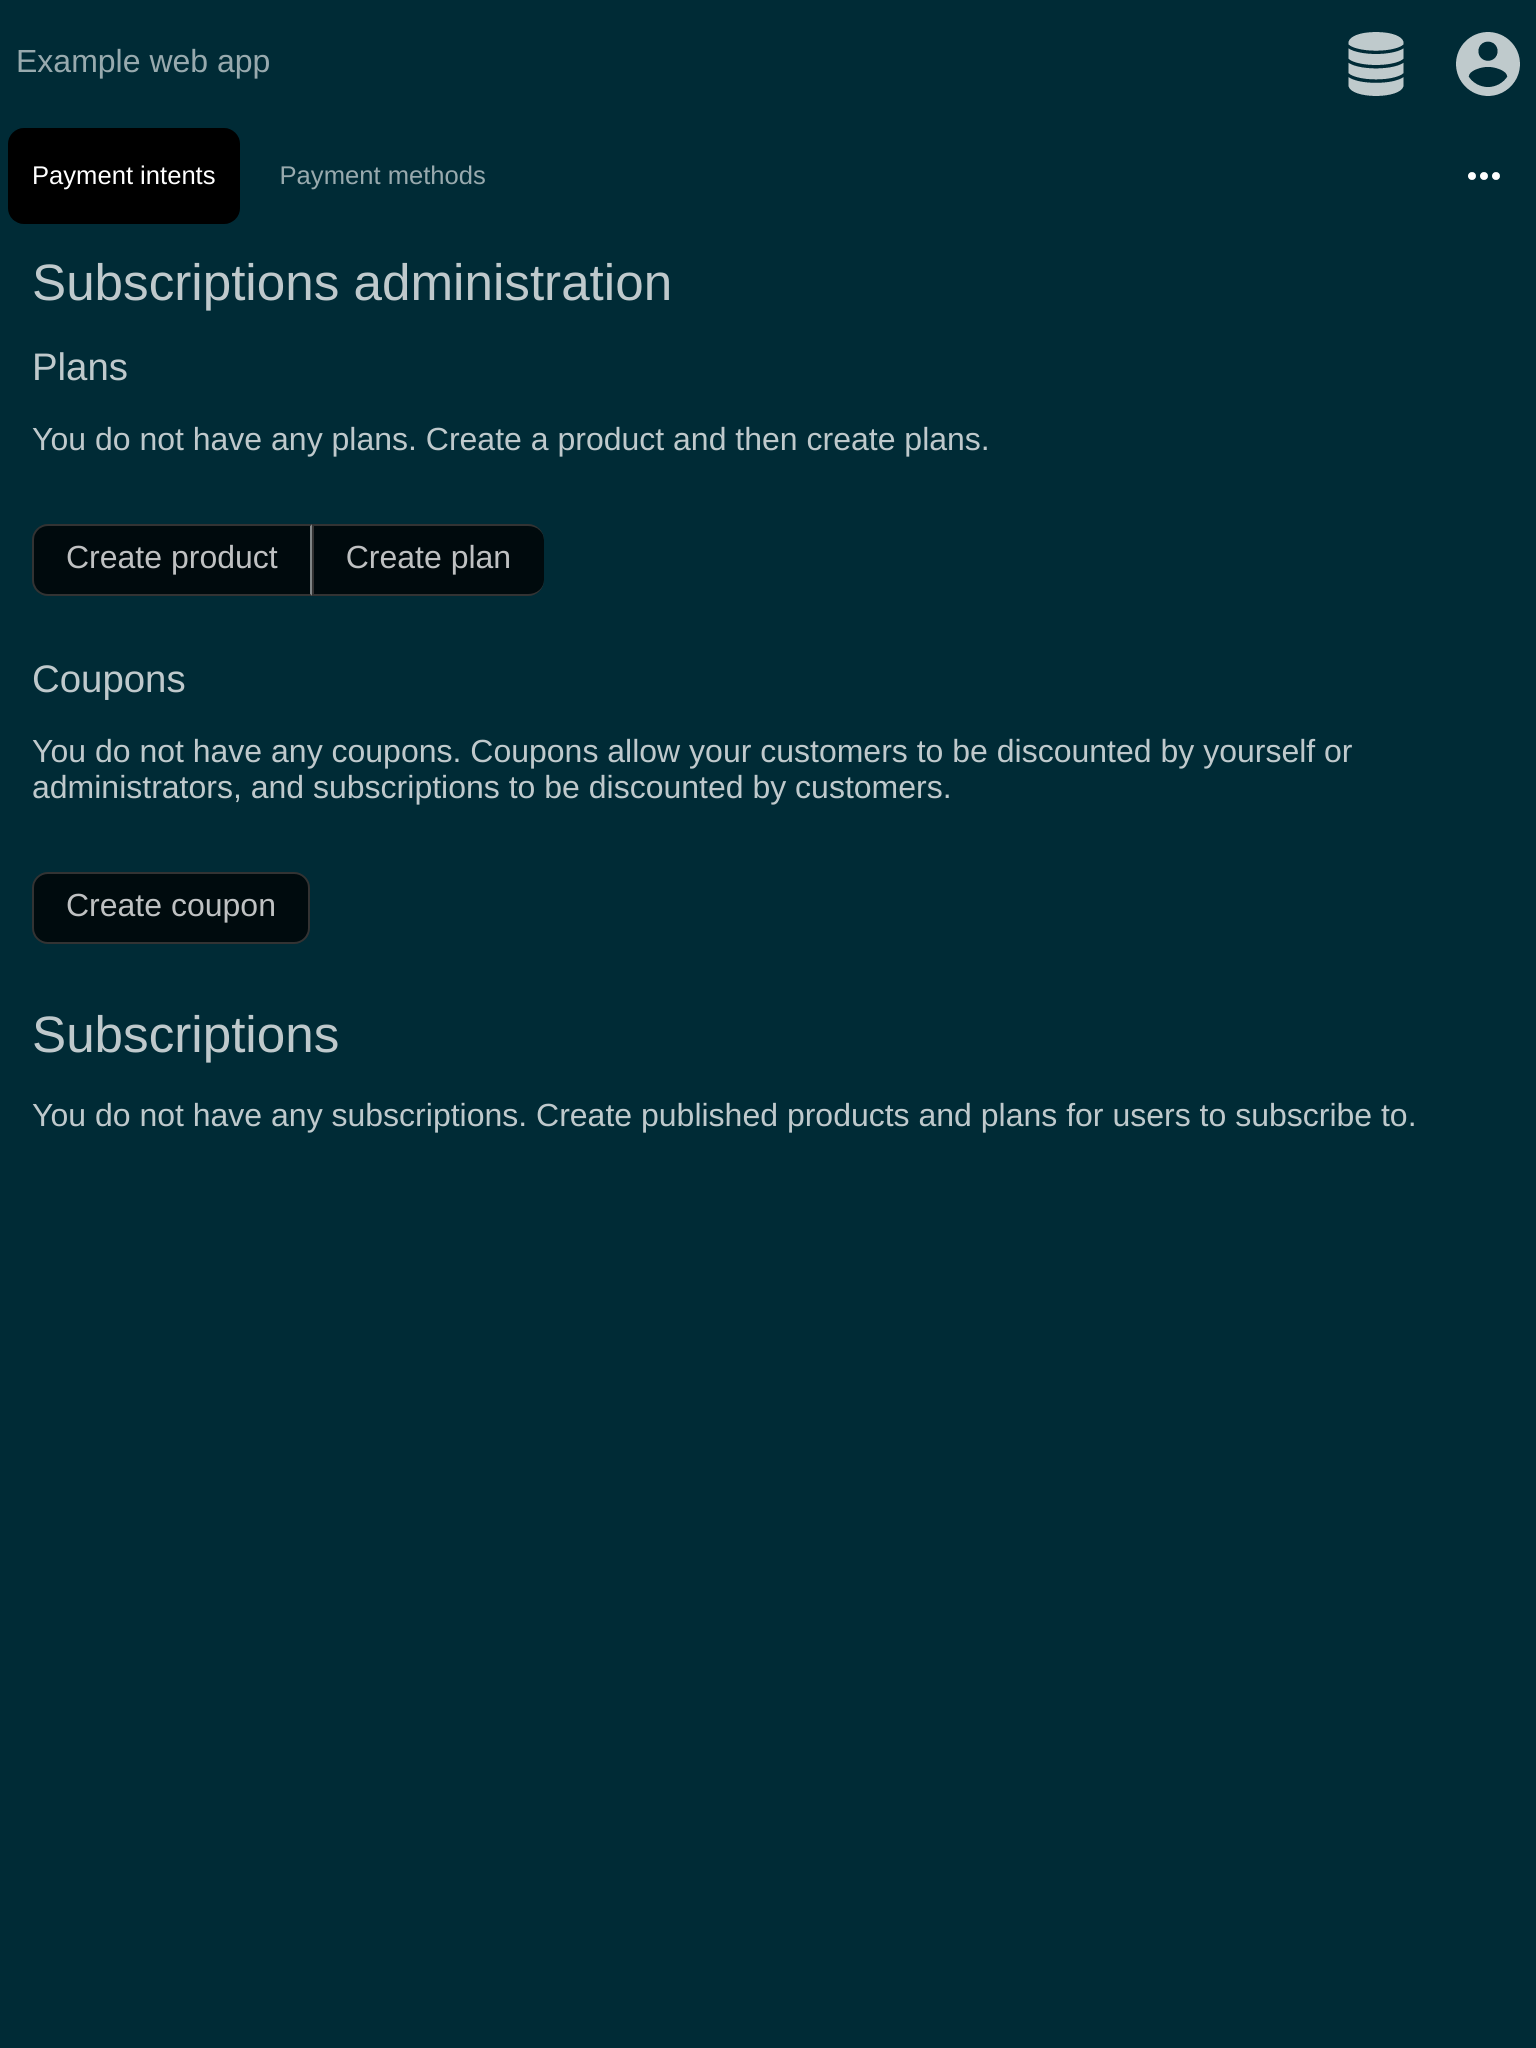 Example web app
Payment intents
Payment methods
Subscriptions administration
Plans
You do not have any plans. Create a product and then create plans.
Create product
Create plan
Coupons
You do not have any coupons. Coupons allow your customers to be discounted by yourself or
administrators, and subscriptions to be discounted by customers.
Create coupon
Subscriptions
You do not have any subscriptions. Create published products and plans for users to subscribe to.